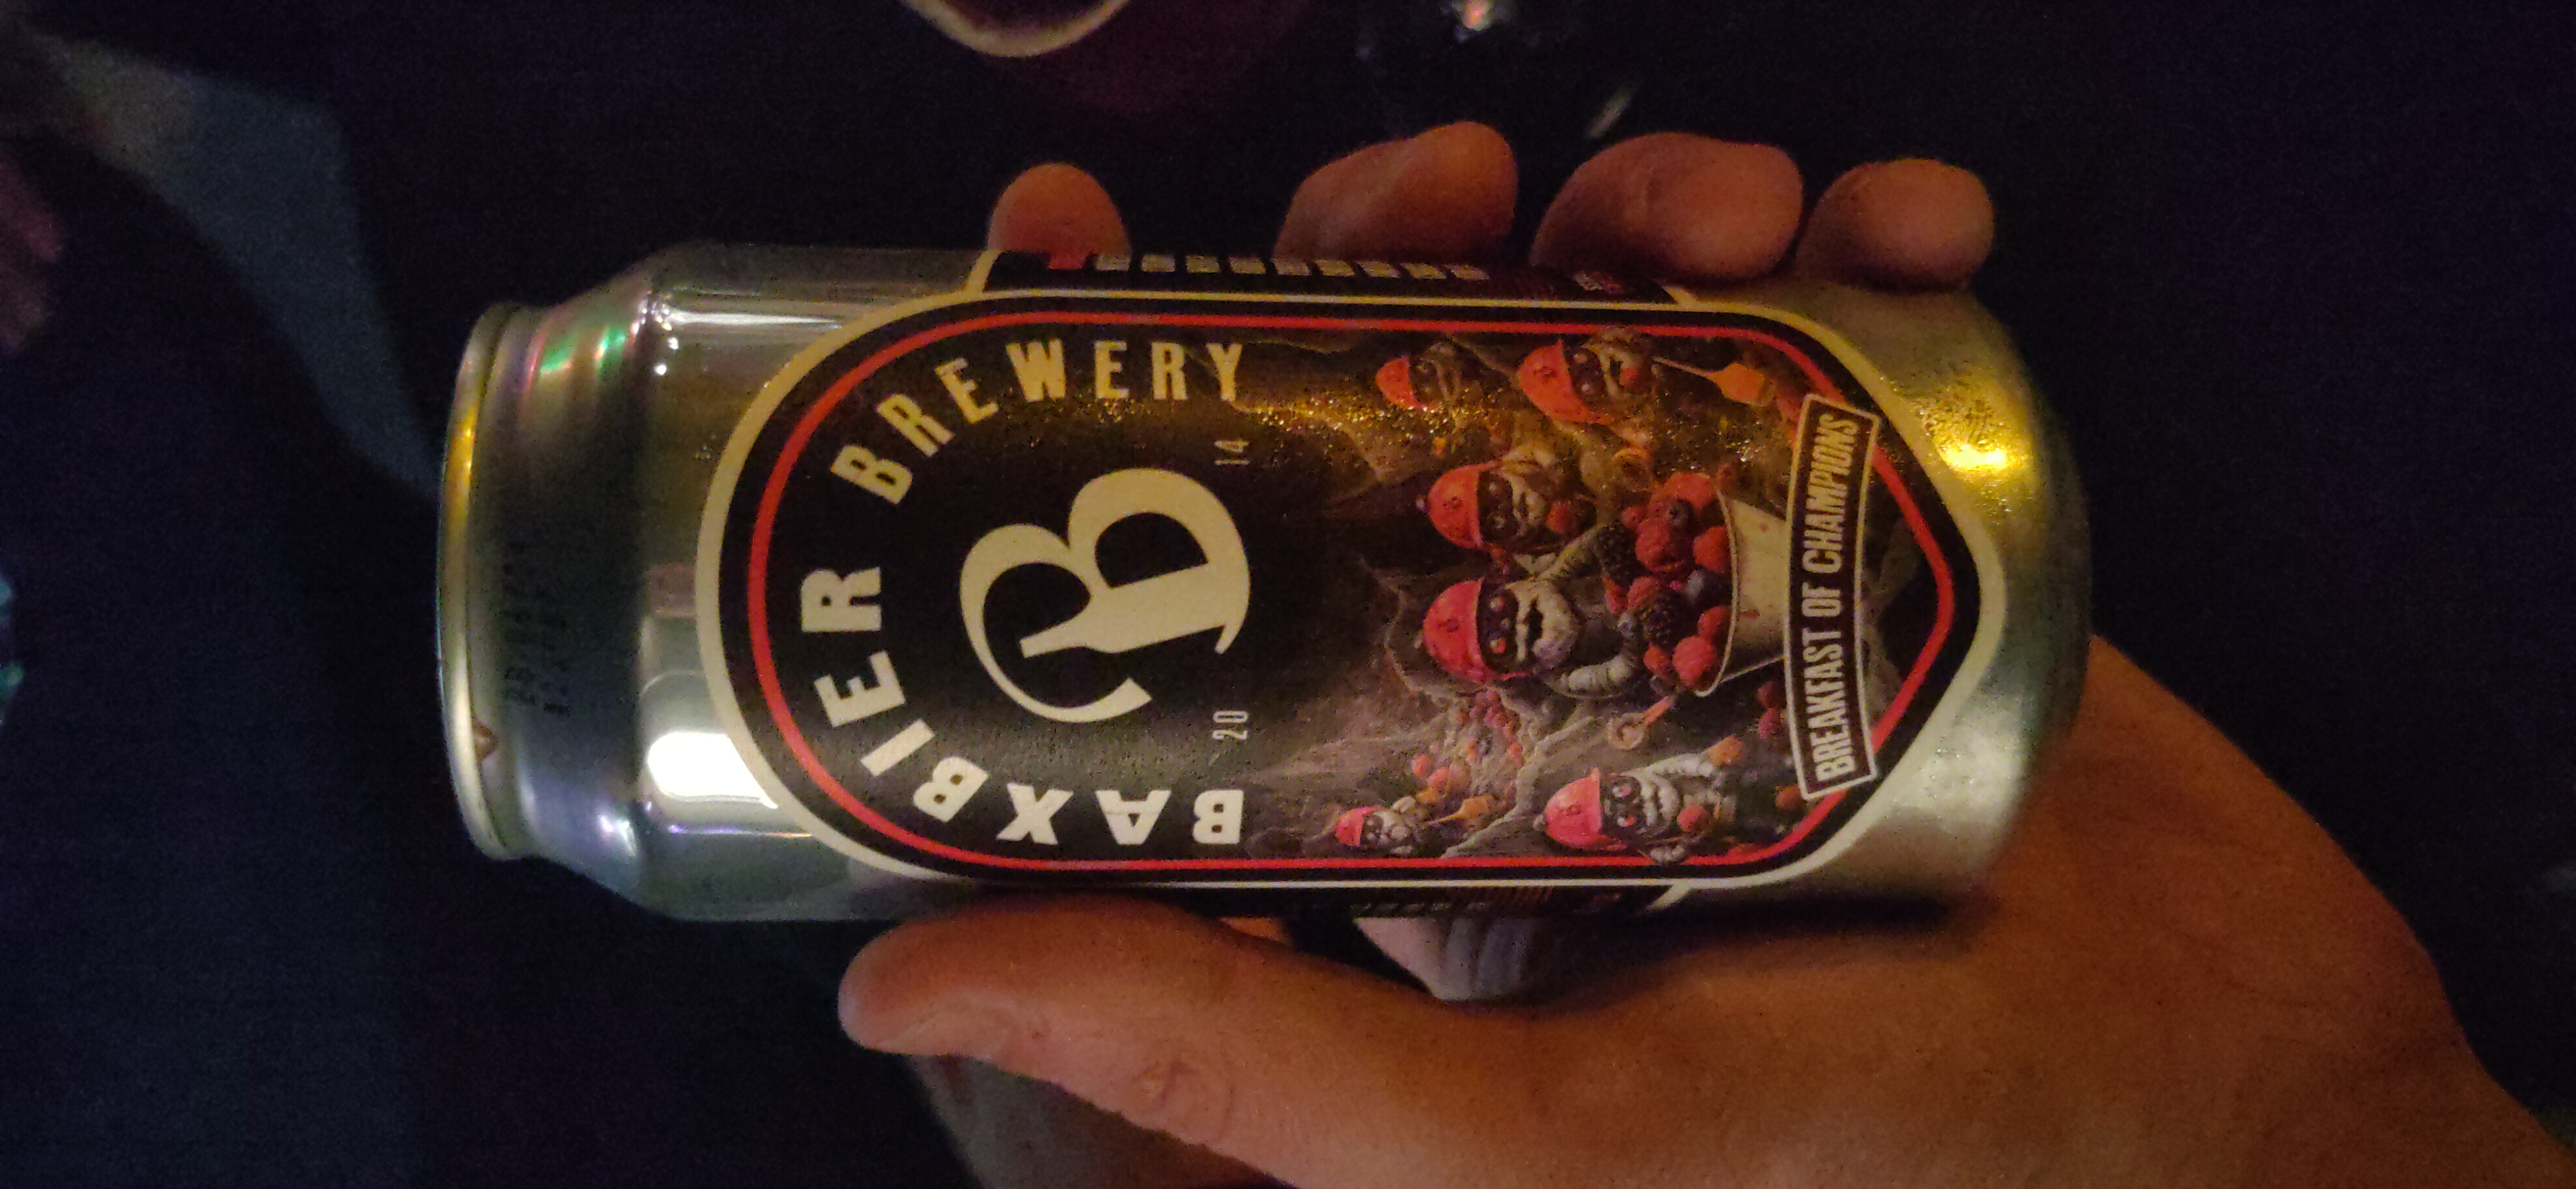 BAXBIER BREWERY
B
20 14
BREAKFAST OF CHAMPIONS